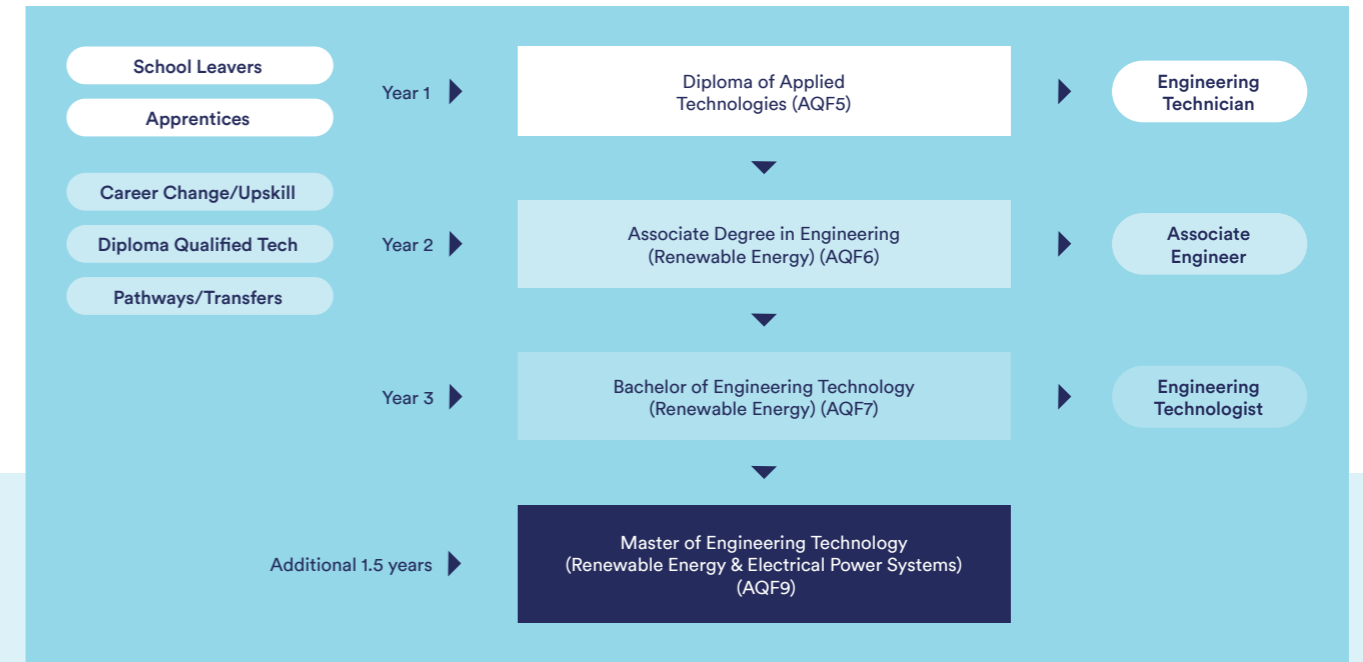 School Leavers
Apprentices
Year 1
Diploma of Applied
Technologies (AQF5)
Engineering
Technician
Career Change/Upskill
Diploma Qualified Tech
Pathways/Transfers
Year 2
Associate Degree in Engineering
(Renewable Energy) (AQF6)
Associate
Engineer
Year 3
Bachelor of Engineering Technology
(Renewable Energy) (AQF7)
Engineering
Technologist
Additional 1.5 years
Master of Engineering Technology
(Renewable Energy & Electrical Power Systems)
(AQF9)